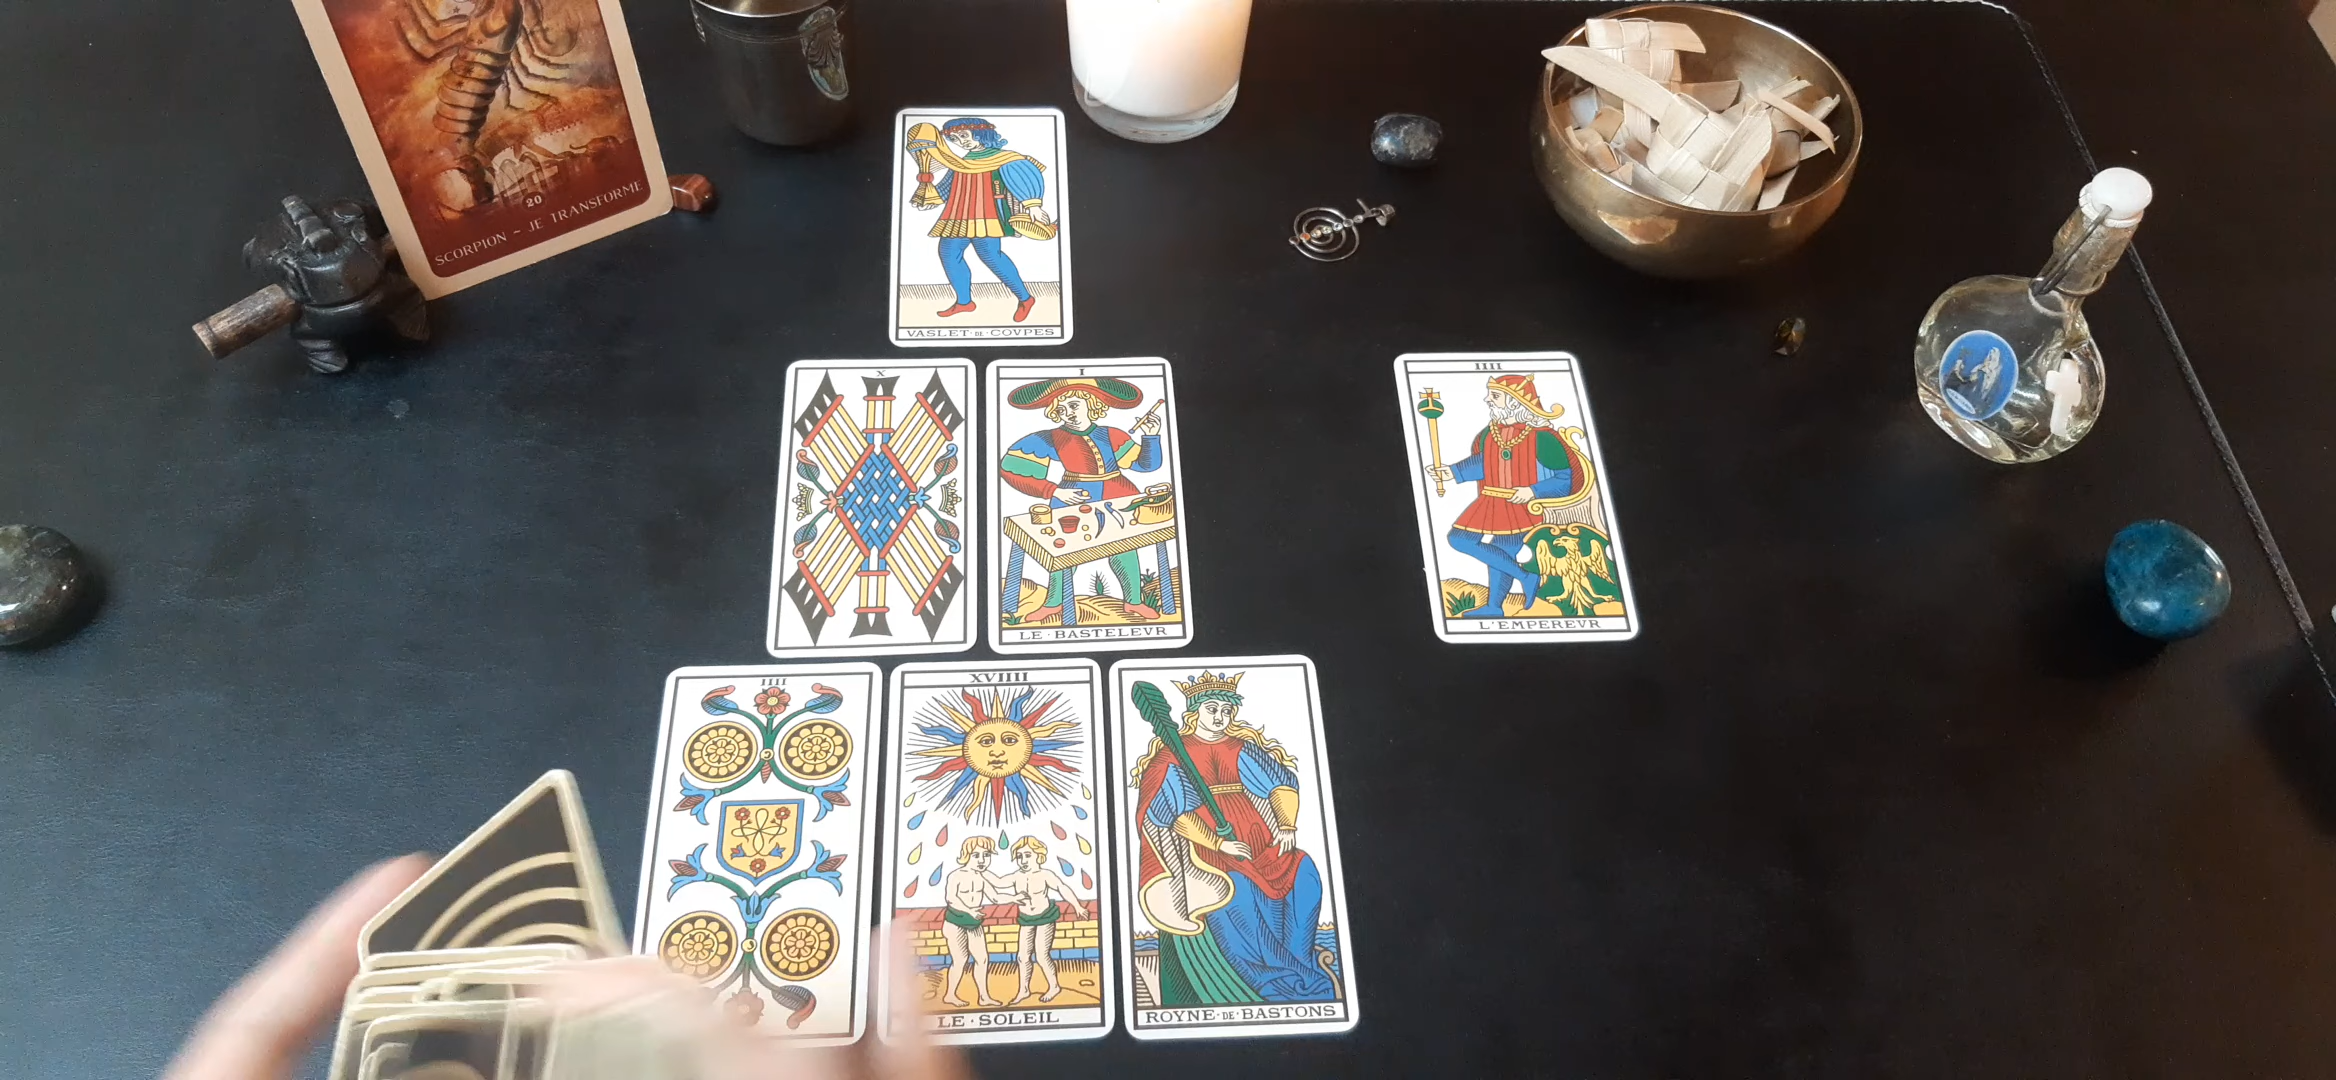 20
SCORPION ~ JE TRANSFORME
VASLET·DE·COVPES
X
I
LE·BASTELEVR
IIII
L'EMPEREVR
IIII
XVIIII
LE·SOLEIL
ROYNE·DE·BASTONS